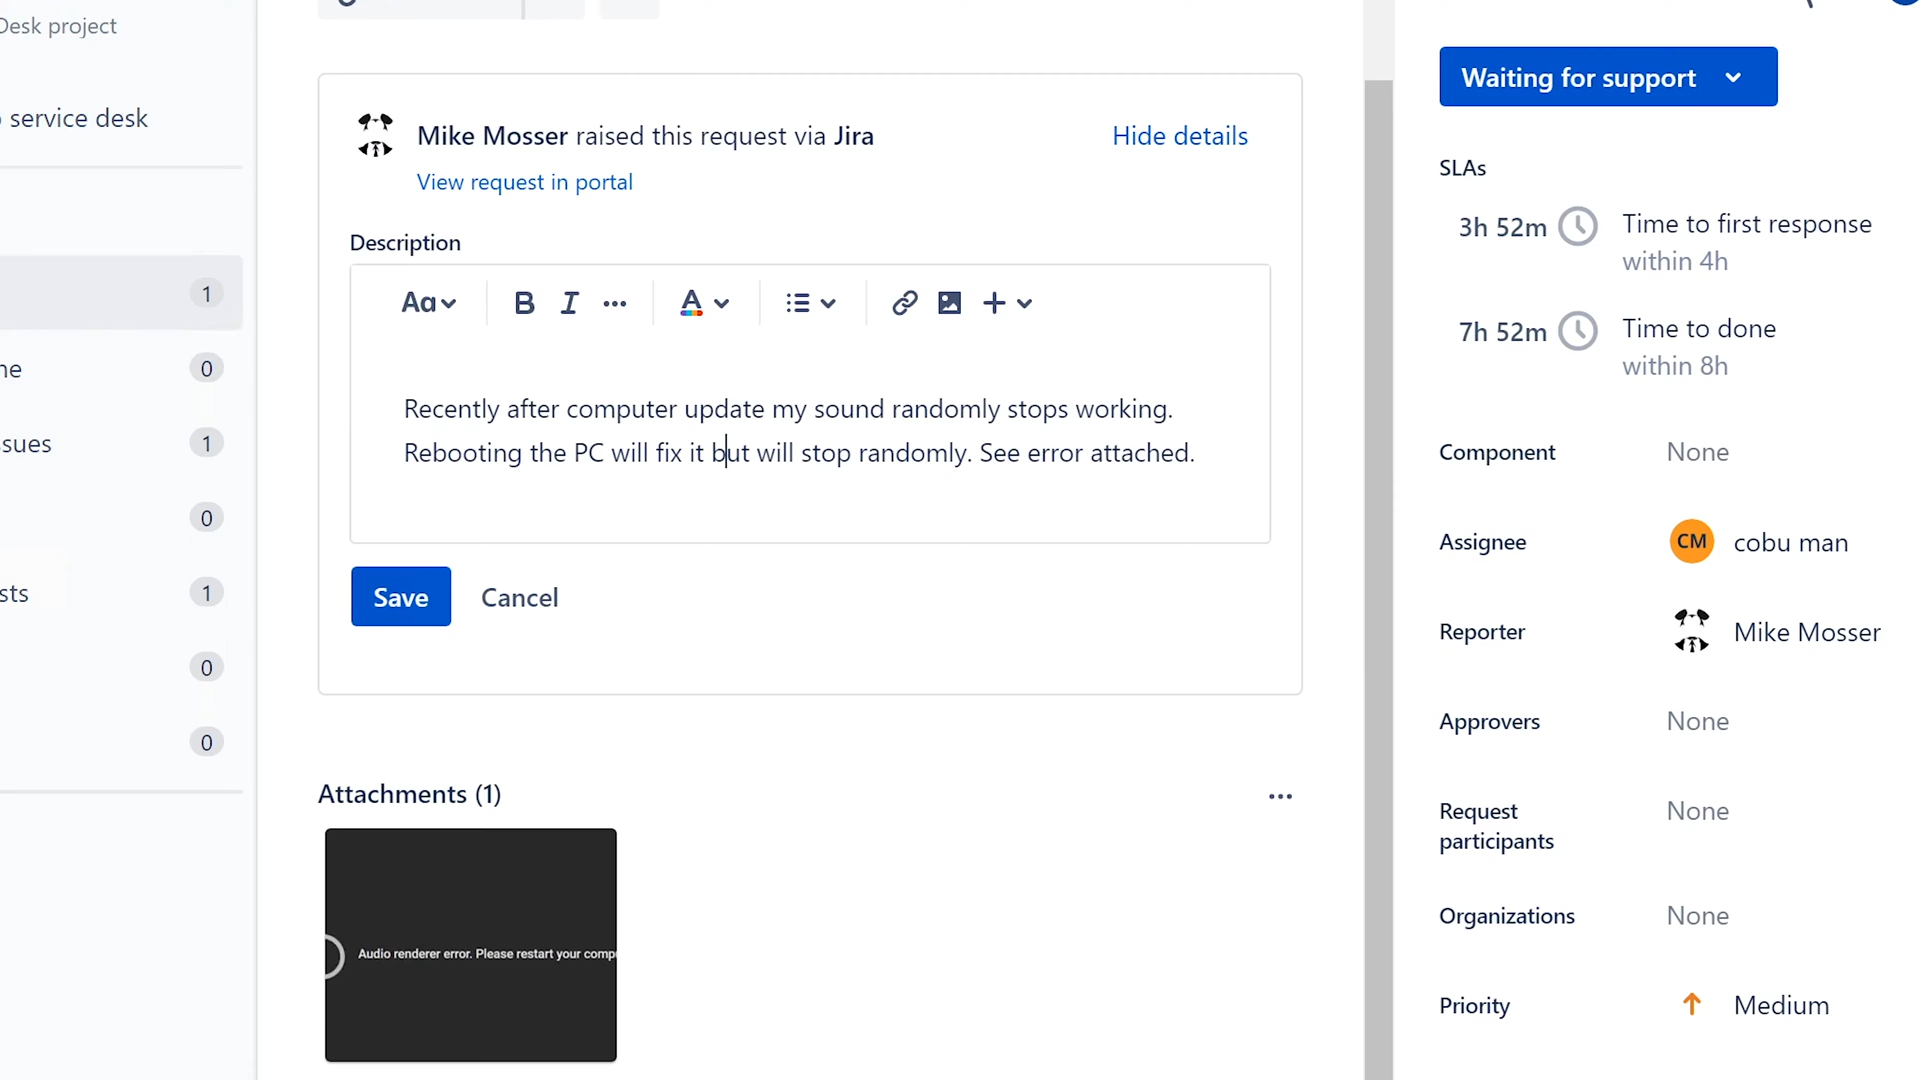 Desk project
service desk
1
0
1
0
1
0
0
Mike Mosser raised this request via Jira
Hide details
View request in portal
Description
Aa
B I ••• A
Recently after computer update my sound randomly stops working.
Rebooting the PC will fix it but will stop randomly. See error attached.
Save Cancel
Attachments (1)
Audio renderer error. Please restart your
Waiting for support
SLAs
3h 52m Time to first response
within 4h
7h 52m Time to done
within 8h
Component None
Assignee CM cobu man
Reporter Mike Mosser
Approvers None
Request
participants
None
Organizations None
Priority Medium